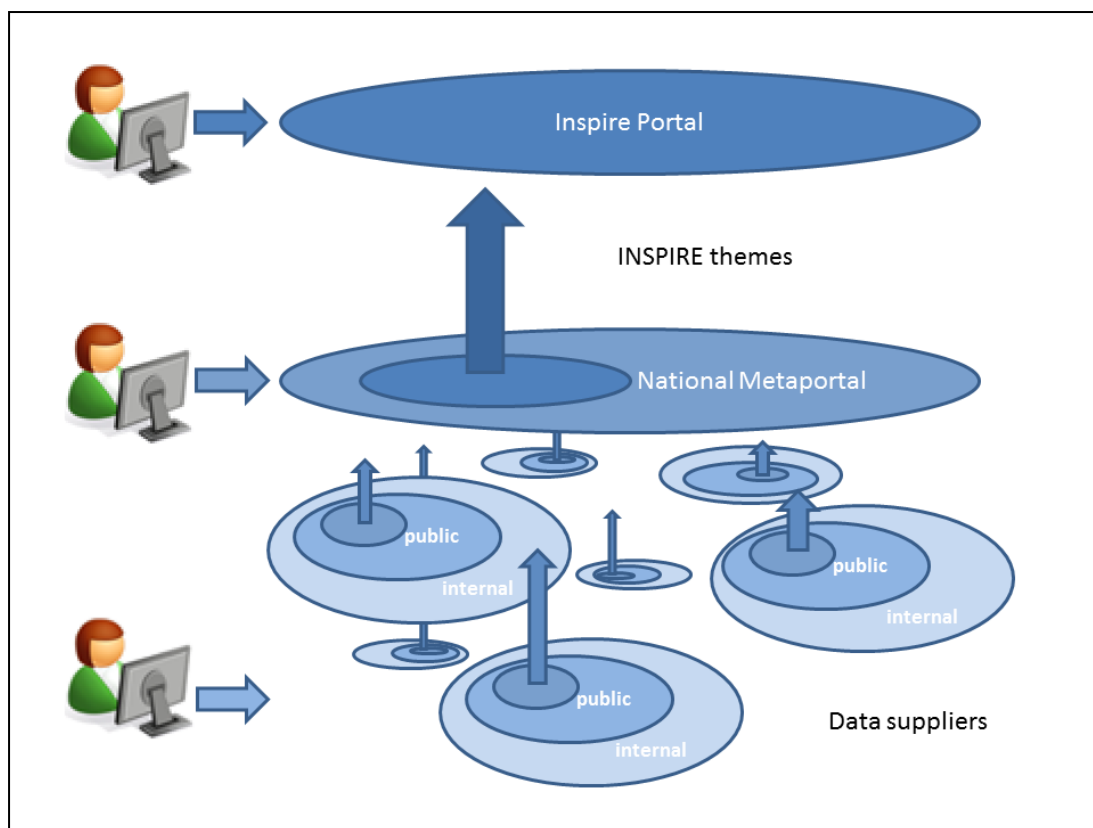 Inspire Portal
INSPIRE themes
National Metaportal
public
internal
public
internal
public
internal
Data suppliers